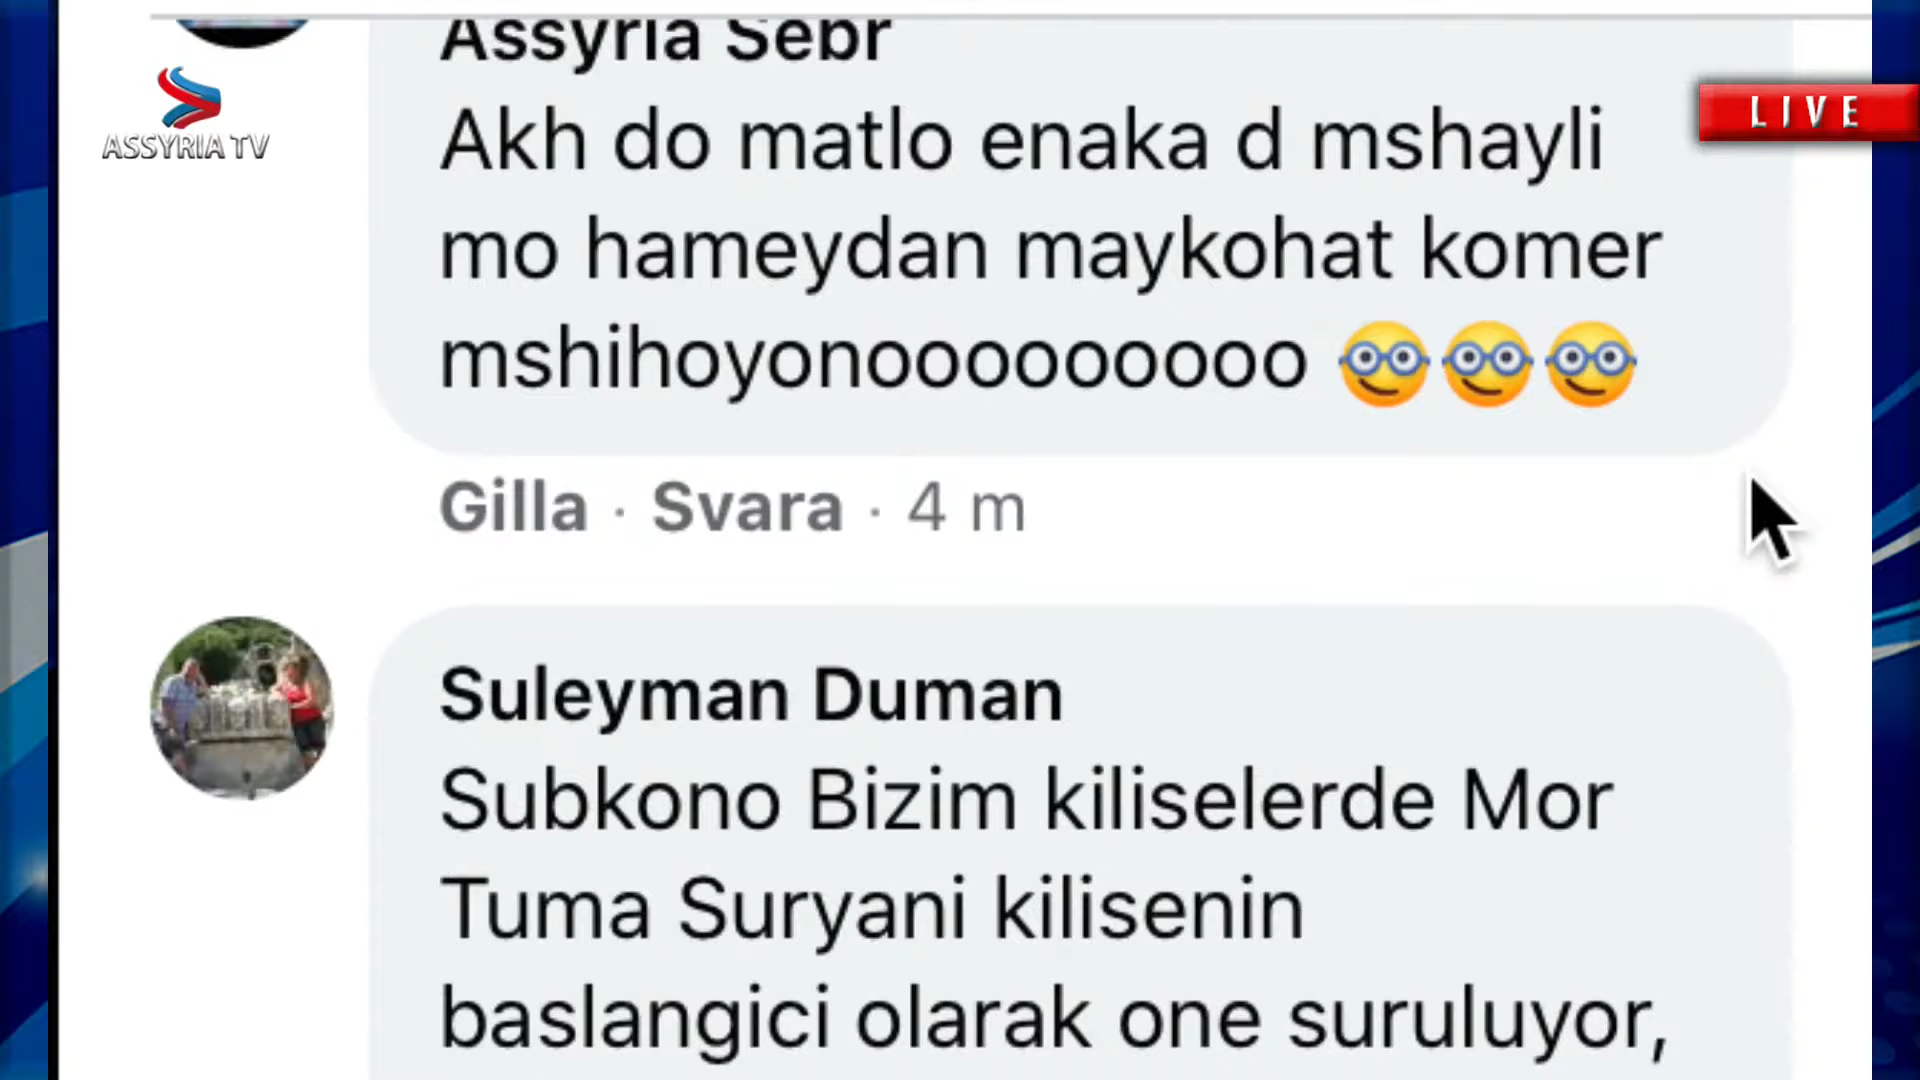 Assyria Sebr
ASSYRIA TV
LIVE
Akh do matlo enaka d mshayli
mo hameydan maykohat komer
mshihoyonooooooooo 🤓🤓🤓
Gilla · Svara · 4 m
Suleyman Duman
Subkono Bizim kiliselerde Mor
Tuma Suryani kilisenin
baslangici olarak one suruluyor,